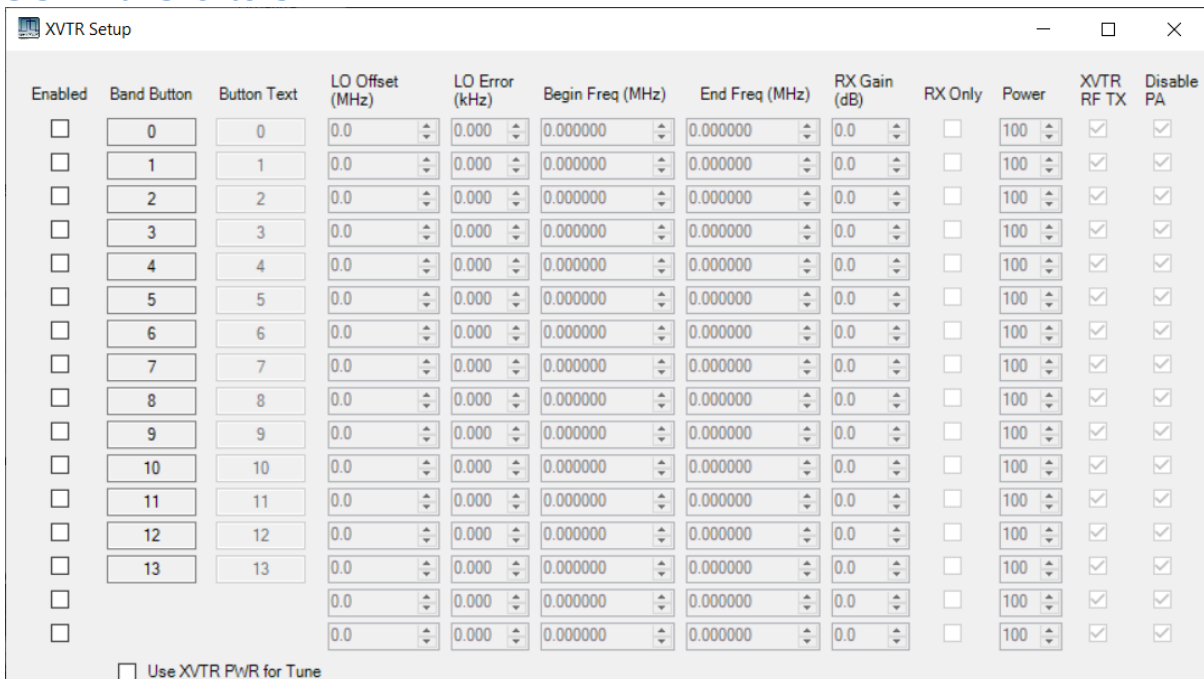 XVTR Setup
Enabled Band Button Button Text LO Offset (MHz) LO Error (kHz) Begin Freq (MHz) End Freq (MHz) RX Gain (dB) RX Only Power XVTR RF TX Disable PA
0 0 0.0 0.000 0.000000 0.000000 0.0 100
1 1 0.0 0.000 0.000000 0.000000 0.0 100
2 2 0.0 0.000 0.000000 0.000000 0.0 100
3 3 0.0 0.000 0.000000 0.000000 0.0 100
4 4 0.0 0.000 0.000000 0.000000 0.0 100
5 5 0.0 0.000 0.000000 0.000000 0.0 100
6 6 0.0 0.000 0.000000 0.000000 0.0 100
7 7 0.0 0.000 0.000000 0.000000 0.0 100
8 8 0.0 0.000 0.000000 0.000000 0.0 100
9 9 0.0 0.000 0.000000 0.000000 0.0 100
10 10 0.0 0.000 0.000000 0.000000 0.0 100
11 11 0.0 0.000 0.000000 0.000000 0.0 100
12 12 0.0 0.000 0.000000 0.000000 0.0 100
13 13 0.0 0.000 0.000000 0.000000 0.0 100
0.0 0.000 0.000000 0.000000 0.0 100
0.0 0.000 0.000000 0.000000 0.0 100
Use XVTR PWR for Tune